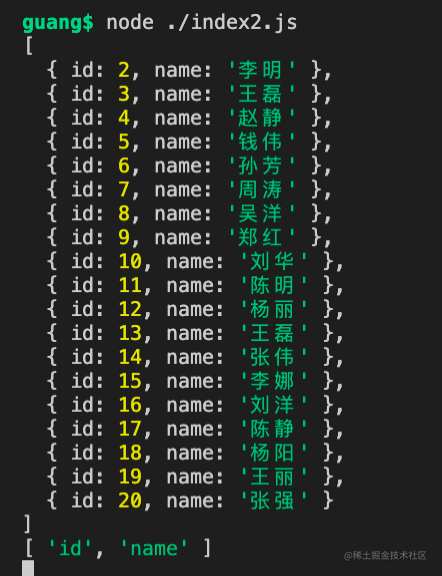 guang$ node ./index2.js
[
  { id: 2, name: '李明' },
  { id: 3, name: '王磊' },
  { id: 4, name: '赵静' },
  { id: 5, name: '钱伟' },
  { id: 6, name: '孙芳' },
  { id: 7, name: '周涛' },
  { id: 8, name: '吴洋' },
  { id: 9, name: '郑红' },
  { id: 10, name: '刘华' },
  { id: 11, name: '陈明' },
  { id: 12, name: '杨丽' },
  { id: 13, name: '王磊' },
  { id: 14, name: '张伟' },
  { id: 15, name: '李娜' },
  { id: 16, name: '刘洋' },
  { id: 17, name: '陈静' },
  { id: 18, name: '杨阳' },
  { id: 19, name: '王丽' },
  { id: 20, name: '张强' }
]
[ 'id', 'name' ]
@稀土掘金技术社区